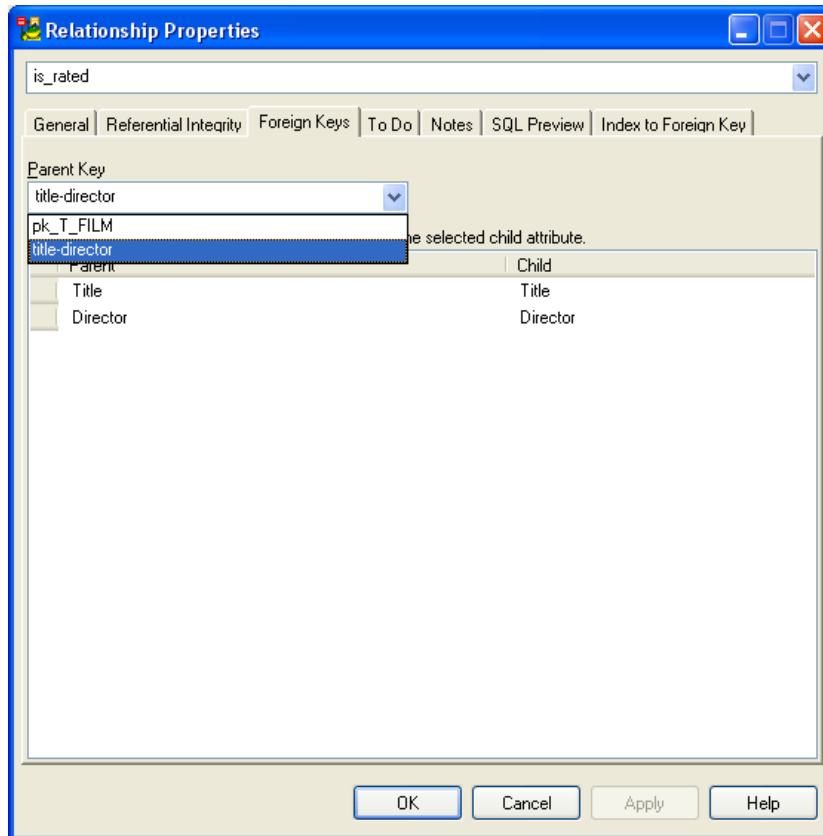 Relationship Properties
is_rated
General Referential Integrity Foreign Keys To Do Notes SQL Preview Index to Foreign Key
Parent Key
title-director
pk_T_FILM
title-director
selected child attribute.
Parent Child
Title Title
Director Director
OK Cancel Apply Help